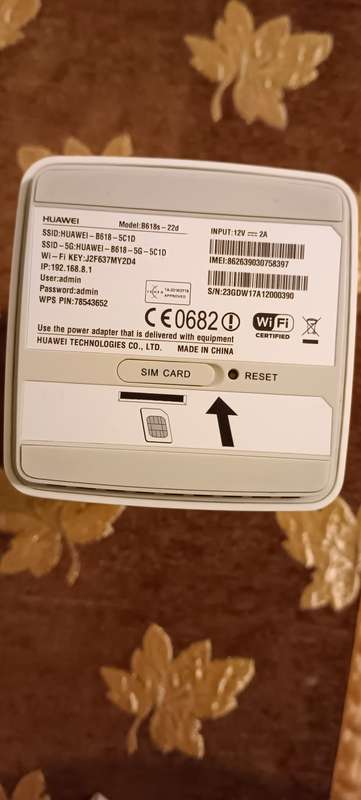 HUAWEI
Model:B618s-22d
SSID:HUAWEI-B618-5C1D
SSID-5G:HUAWEI-B618-5G-5C1D
Wi-Fi KEY:J2F637MY2D4
IP:192.168.8.1
User:admin
Password:admin
WPS PIN:78543652
INPUT:12V ⎓ 2A
IMEI:862639030758397
S/N:23GDW17A12000390
APPROVED
CE0682
Wi Fi
CERTIFIED
Use the power adapter that is delivered with equipment
HUAWEI TECHNOLOGIES CO., LTD. MADE IN CHINA
SIM CARD
RESET